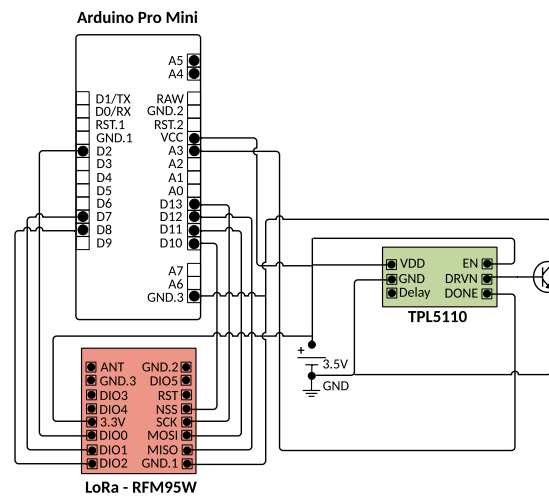 Arduino Pro Mini
A5
A4
D1/TX RAW
D0/RX GND.2
RST.1 RST.2
GND.1 VCC
D2 A3
D3 A2
D4 A1
D5 A0
D6 D13
D7 D12
D8 D11
D9 D10
A7
A6
GND.3
VDD EN
GND DRVN
Delay DONE
TPL5110
+
3.5V
GND
ANT GND.2
GND.3 DIO5
DIO3 RST
DIO4 NSS
3.3V SCK
DIO0 MOSI
DIO1 MISO
DIO2 GND.1
LoRa - RFM95W